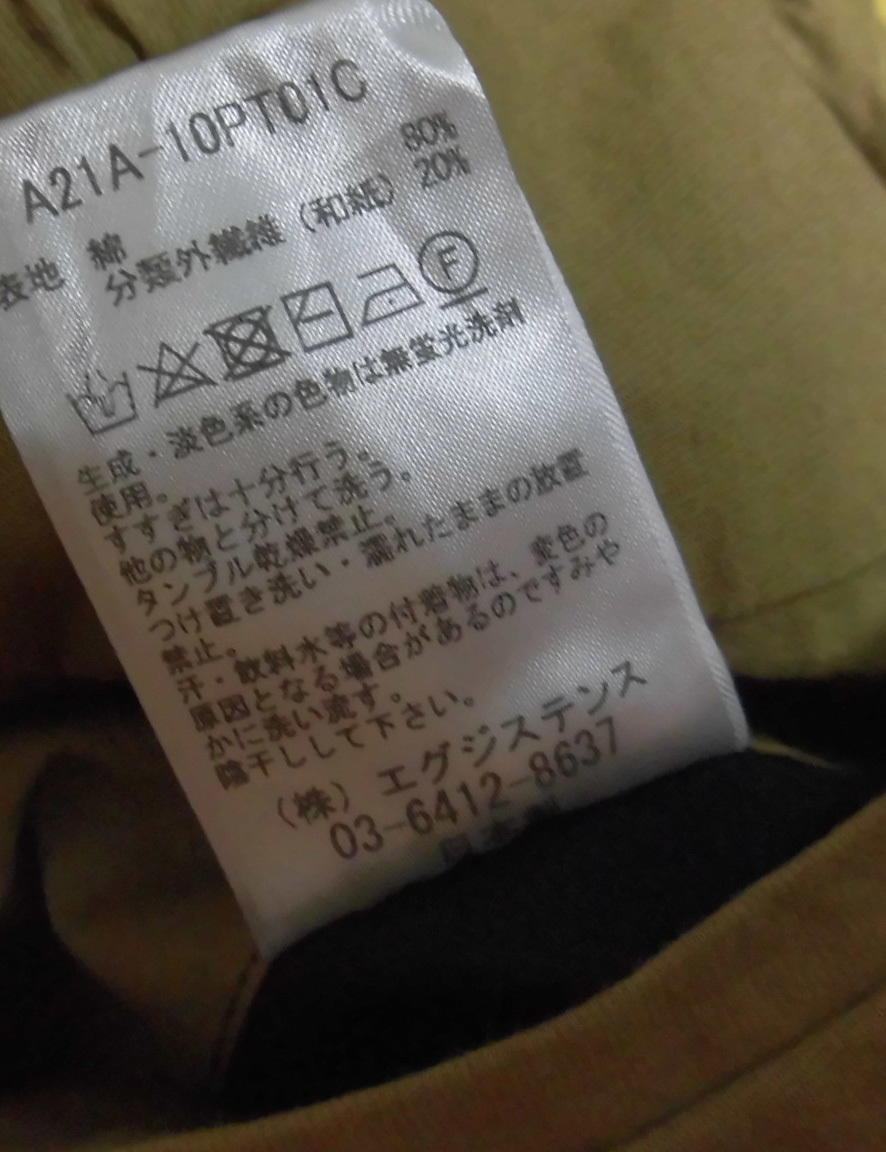 A21A-10PT01C
表地 綿 80%
分類外繊維 (和紙) 20%
F
生成・淡色系の色物は無蛍光洗剤
使用。
すすぎは十分行う。
他の物と分けて洗う。
タンブル乾燥禁止。
つけ置き洗い・濡れたままの放置
禁止。
汗・飲料水等の付着物は、変色の
原因となる場合があるのですみや
かに洗い流す。
陰干しして下さい。
(株) エグジステンス
03-6412-8637
日本製